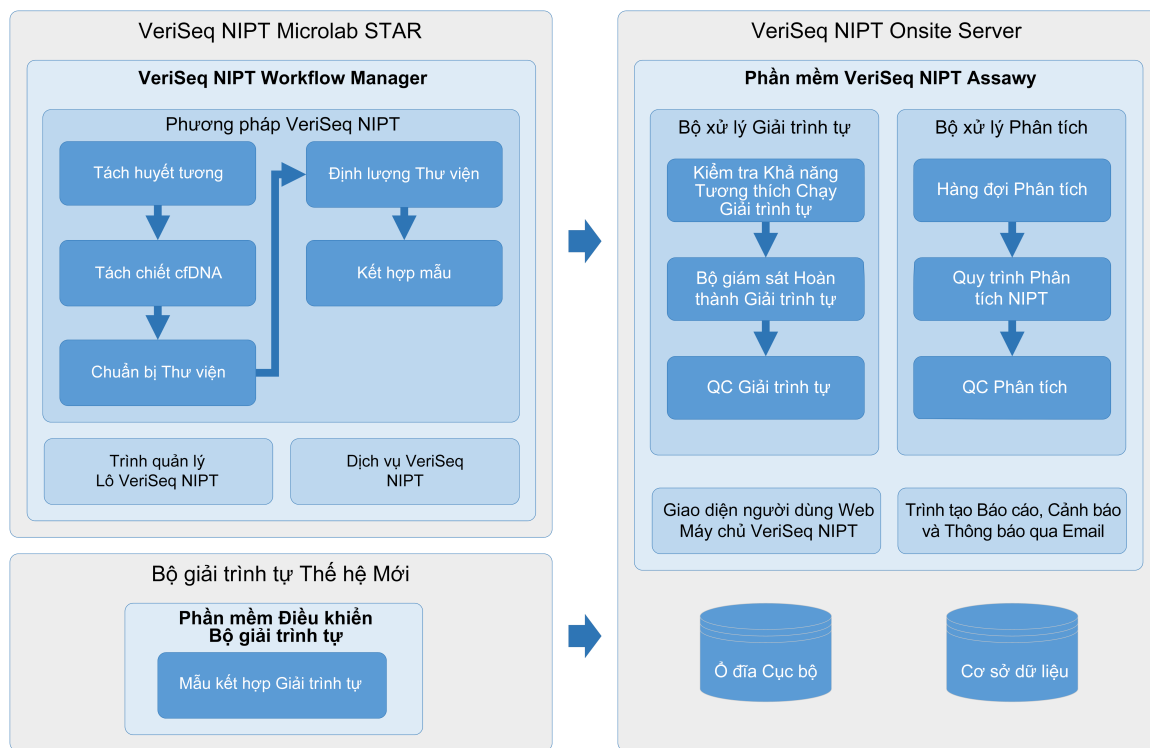 VeriSeq NIPT Microlab STAR
VeriSeq NIPT Workflow Manager
Phương pháp VeriSeq NIPT
Tách huyết tương
Tách chiết cfDNA
Chuẩn bị Thư viện
Định lượng Thư viện
Kết hợp mẫu
Trình quản lý
Lô VeriSeq NIPT
Dịch vụ VeriSeq
NIPT
Bộ giải trình tự Thế hệ Mới
Phần mềm Điều khiển
Bộ giải trình tự
Mẫu kết hợp Giải trình tự
VeriSeq NIPT Onsite Server
Phần mềm VeriSeq NIPT Assawy
Bộ xử lý Giải trình tự
Kiểm tra Khả năng
Tương thích Chạy
Giải trình tự
Bộ giám sát Hoàn
thành Giải trình tự
QC Giải trình tự
Bộ xử lý Phân tích
Hàng đợi Phân tích
Quy trình Phân
tích NIPT
QC Phân tích
Giao diện người dùng Web
Máy chủ VeriSeq NIPT
Trình tạo Báo cáo, Cảnh báo
và Thông báo qua Email
Ổ đĩa Cục bộ
Cơ sở dữ liệu